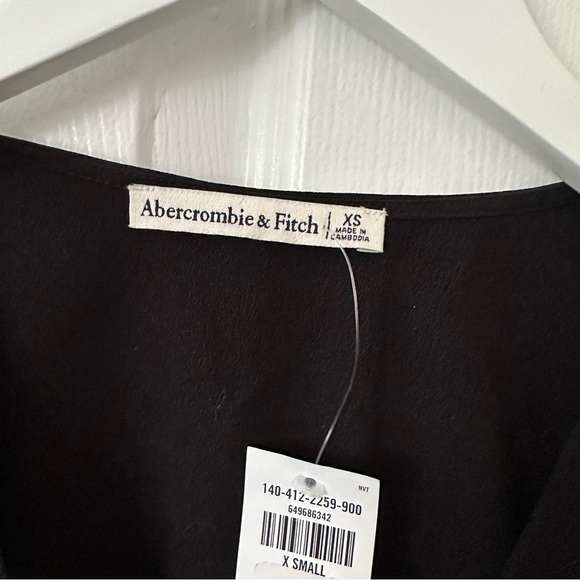 Abercrombie & Fitch
XS
MADE IN
CAMBODIA
NVT
140-412-2259-900
649686342
X SMALL